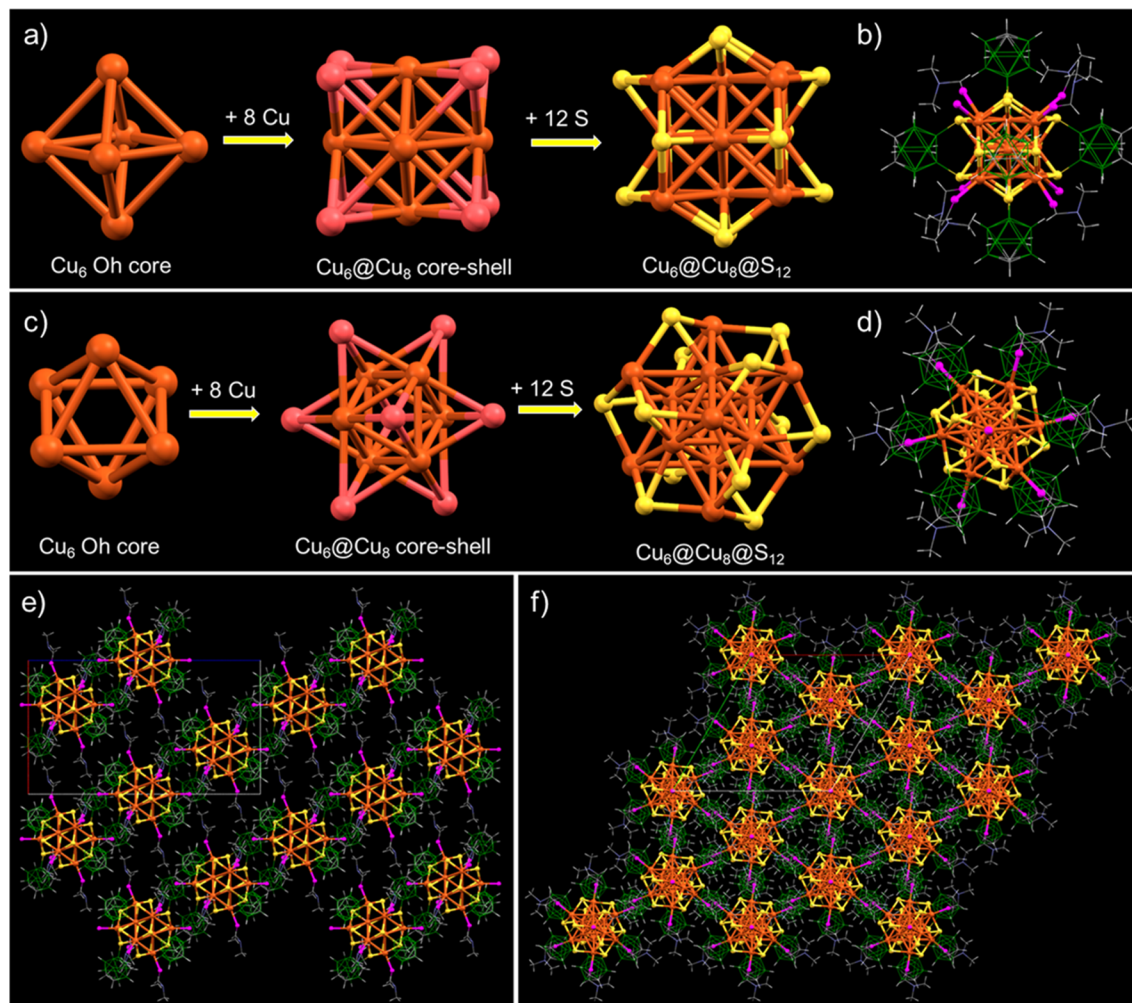 a)
+ 8 Cu
+ 12 S
b)
Cu₆ Oh core
Cu₆@Cu₈ core-shell
Cu₆@Cu₈@S₁₂
c)
+ 8 Cu
+ 12 S
d)
Cu₆ Oh core
Cu₆@Cu₈ core-shell
Cu₆@Cu₈@S₁₂
e)
f)